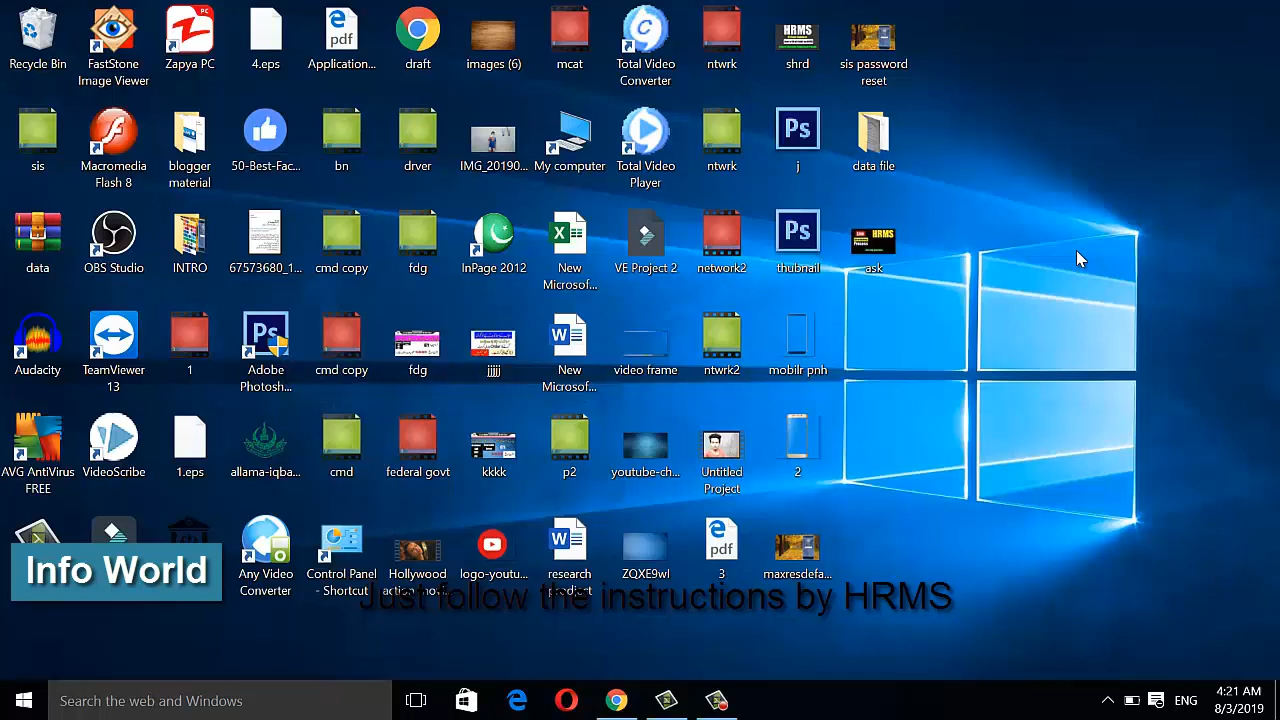 Recycle Bin
FastStone Image Viewer
Zapya PC
4.eps
Application...
draft
images (6)
mcat
Total Video Converter
ntwrk
shrd
sis password reset
sis
Macromedia Flash 8
blogger material
50-Best-Fac...
bn
drver
IMG_20190...
My computer
Total Video Player
ntwrk
j
data file
data
OBS Studio
INTRO
67573680_1...
cmd copy
fdg
InPage 2012
New Microsof...
VE Project 2
network2
thubnail
ask
Audacity
TeamViewer 13
1
Adobe Photosh...
cmd copy
fdg
jjjjj
New Microsof...
video frame
ntwrk2
mobilr pnh
AVG AntiVirus FREE
VideoScribe
1.eps
allama-iqba...
cmd
federal govt
kkkk
p2
youtube-ch...
Untitled Project
2
Info World
Any Video Converter
Control Panel - Shortcut
Hollywood
logo-youtu...
research
ZQXE9wl
3
maxresdefa...
Just follow the instructions by HRMS
Search the web and Windows
ENG
4:21 AM
8/3/2019